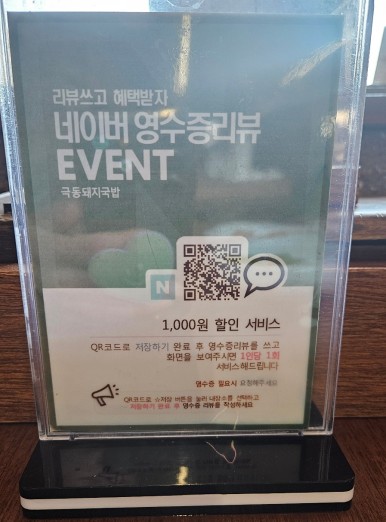 리뷰쓰고 혜택받자
네이버 영수증리뷰
EVENT
극동돼지국밥
N
1,000원 할인 서비스
QR코드로 저장하기 완료 후 영수증리뷰를 쓰고
화면을 보여주시면 1인당 1회
서비스해드립니다
영수증 필요시 요청해주세요
QR코드로 스캐닝 버튼을 눌러 내장소를 선택하고
저장하기 완료 후 영수증 리뷰를 작성하세요